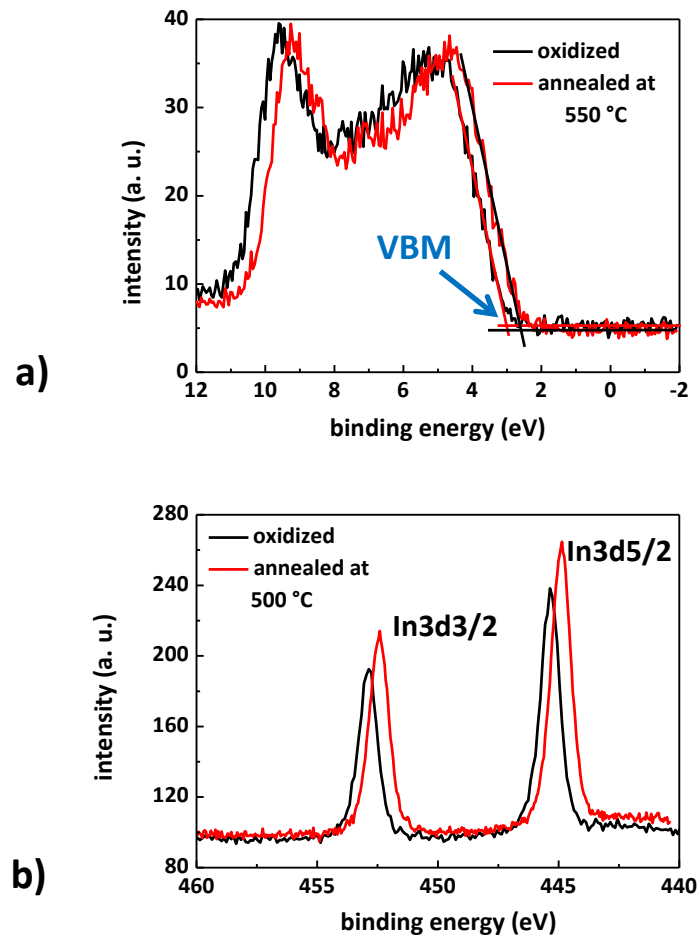 40
30
20
10
0
12 10 8 6 4 2 0 -2
intensity (a. u.)
binding energy (eV)
oxidized
annealed at
550 °C
VBM
a)
280
240
200
160
120
80
460 455 450 445 440
intensity (a. u.)
binding energy (eV)
oxidized
annealed at
500 °C
In3d5/2
In3d3/2
b)